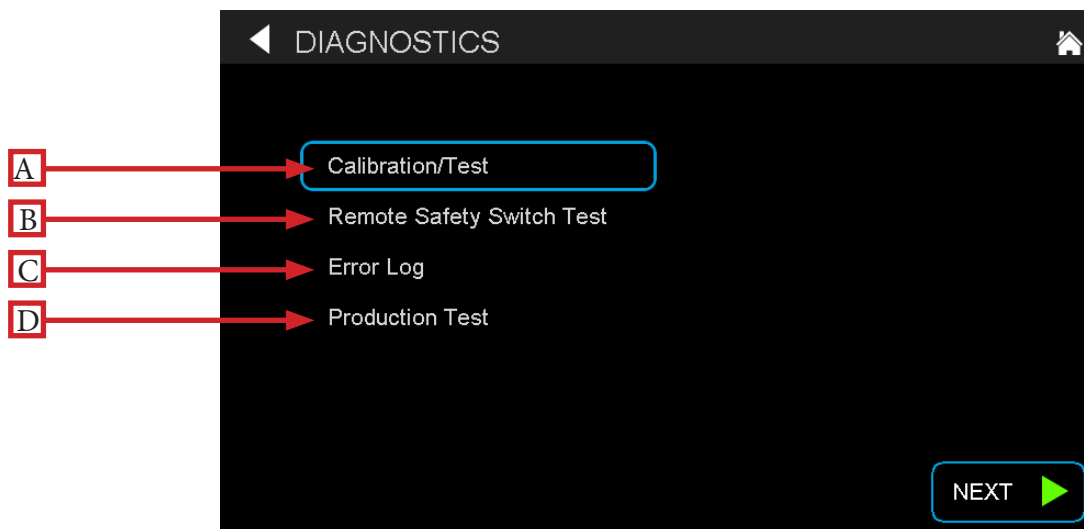 DIAGNOSTICS
A Calibration/Test
B Remote Safety Switch Test
C Error Log
D Production Test
NEXT